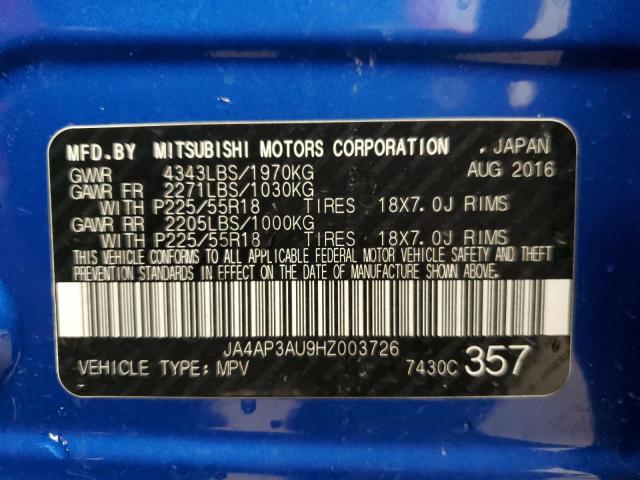 MFD.BY MITSUBISHI MOTORS CORPORATION , JAPAN
GVWR 4343LBS/1970KG AUG 2016
GAWR FR 2271LBS/1030KG
WITH P225/55R18 TIRES 18X7.0J RIMS
GAWR RR 2205LBS/1000KG
WITH P225/55R18 TIRES 18X7.0J RIMS
THIS VEHICLE CONFORMS TO ALL APPLICABLE FEDERAL MOTOR VEHICLE SAFETY AND THEFT
PREVENTION STANDARDS IN EFFECT ON THE DATE OF MANUFACTURE SHOWN ABOVE.
JA4AP3AU9HZ003726
VEHICLE TYPE: MPV 7430C 357